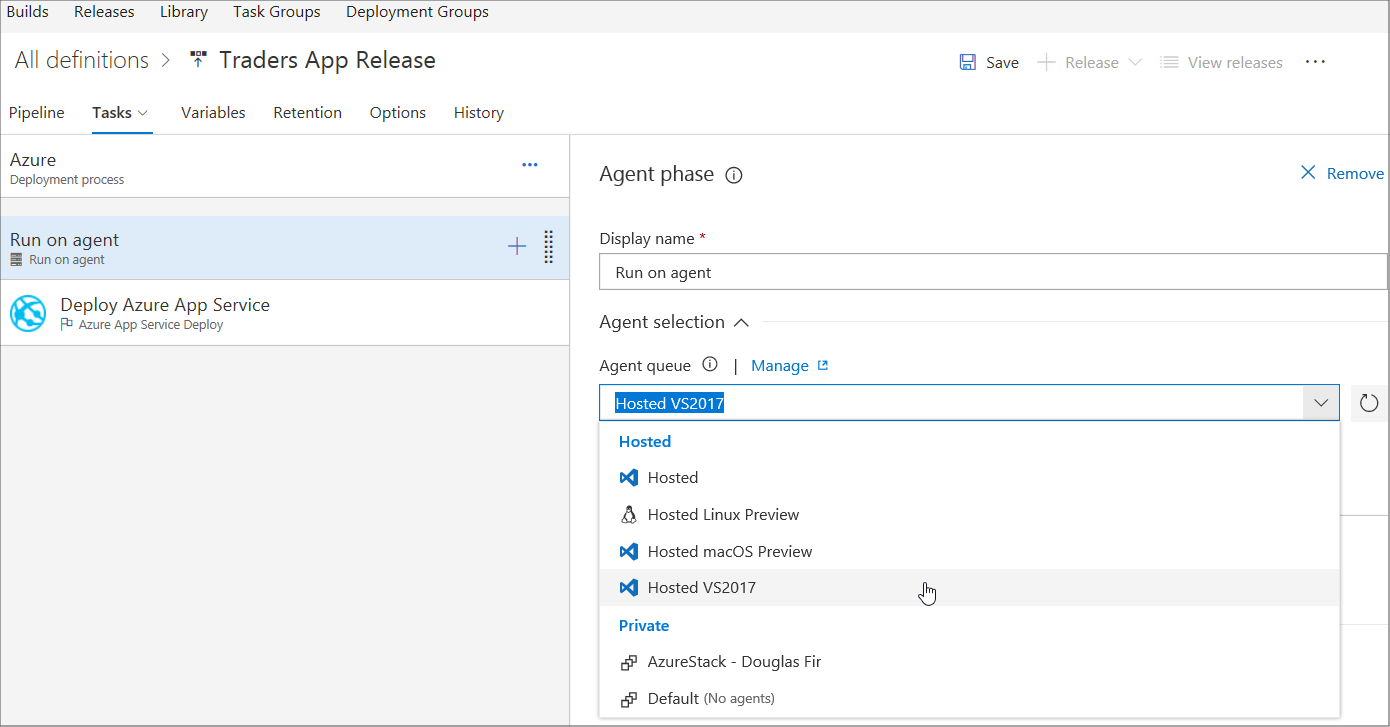 Builds Releases Library Task Groups Deployment Groups
All definitions > Traders App Release Save + Release View releases ...
Pipeline Tasks Variables Retention Options History
Azure ...
Deployment process
Agent phase Remove
Run on agent +
Run on agent
Display name *
Run on agent
Deploy Azure App Service
Azure App Service Deploy
Agent selection
Agent queue | Manage
Hosted VS2017
Hosted
Hosted
Hosted Linux Preview
Hosted macOS Preview
Hosted VS2017
Private
AzureStack - Douglas Fir
Default (No agents)